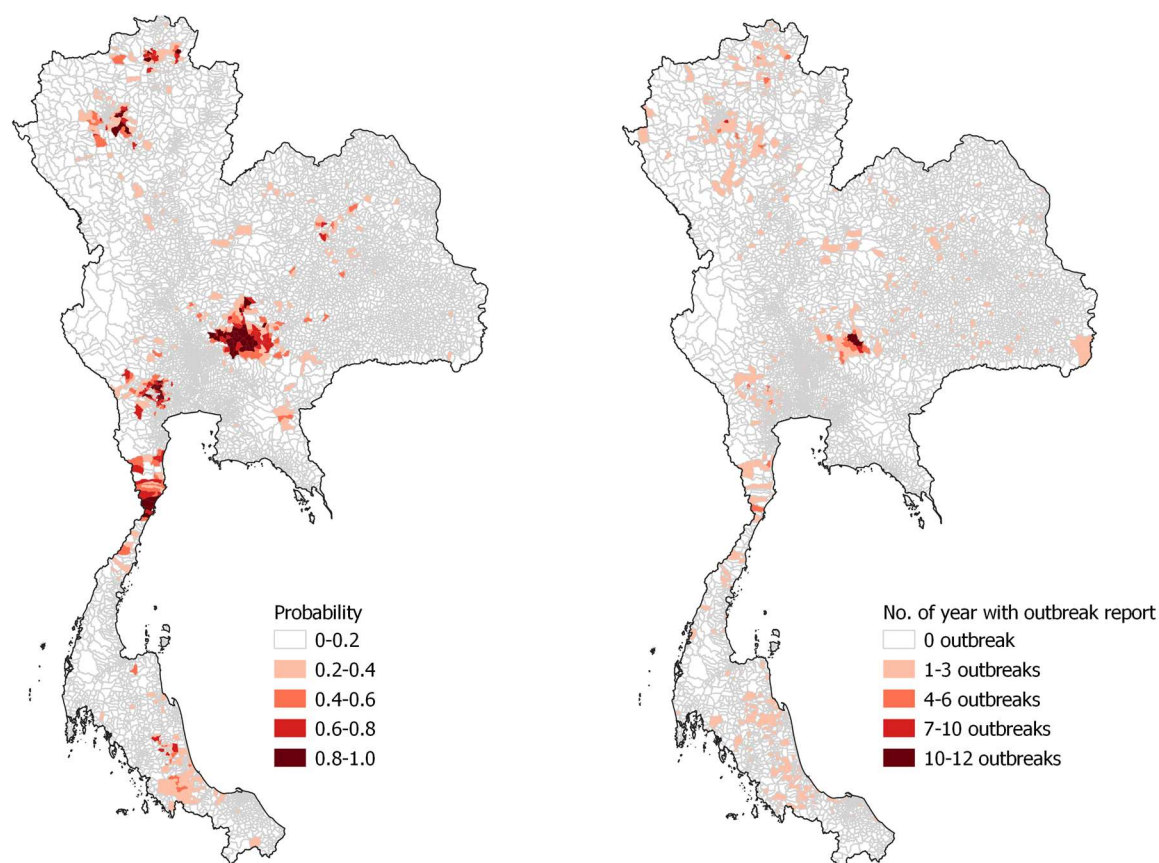 Probability
0-0.2
0.2-0.4
0.4-0.6
0.6-0.8
0.8-1.0
No. of year with outbreak report
0 outbreak
1-3 outbreaks
4-6 outbreaks
7-10 outbreaks
10-12 outbreaks